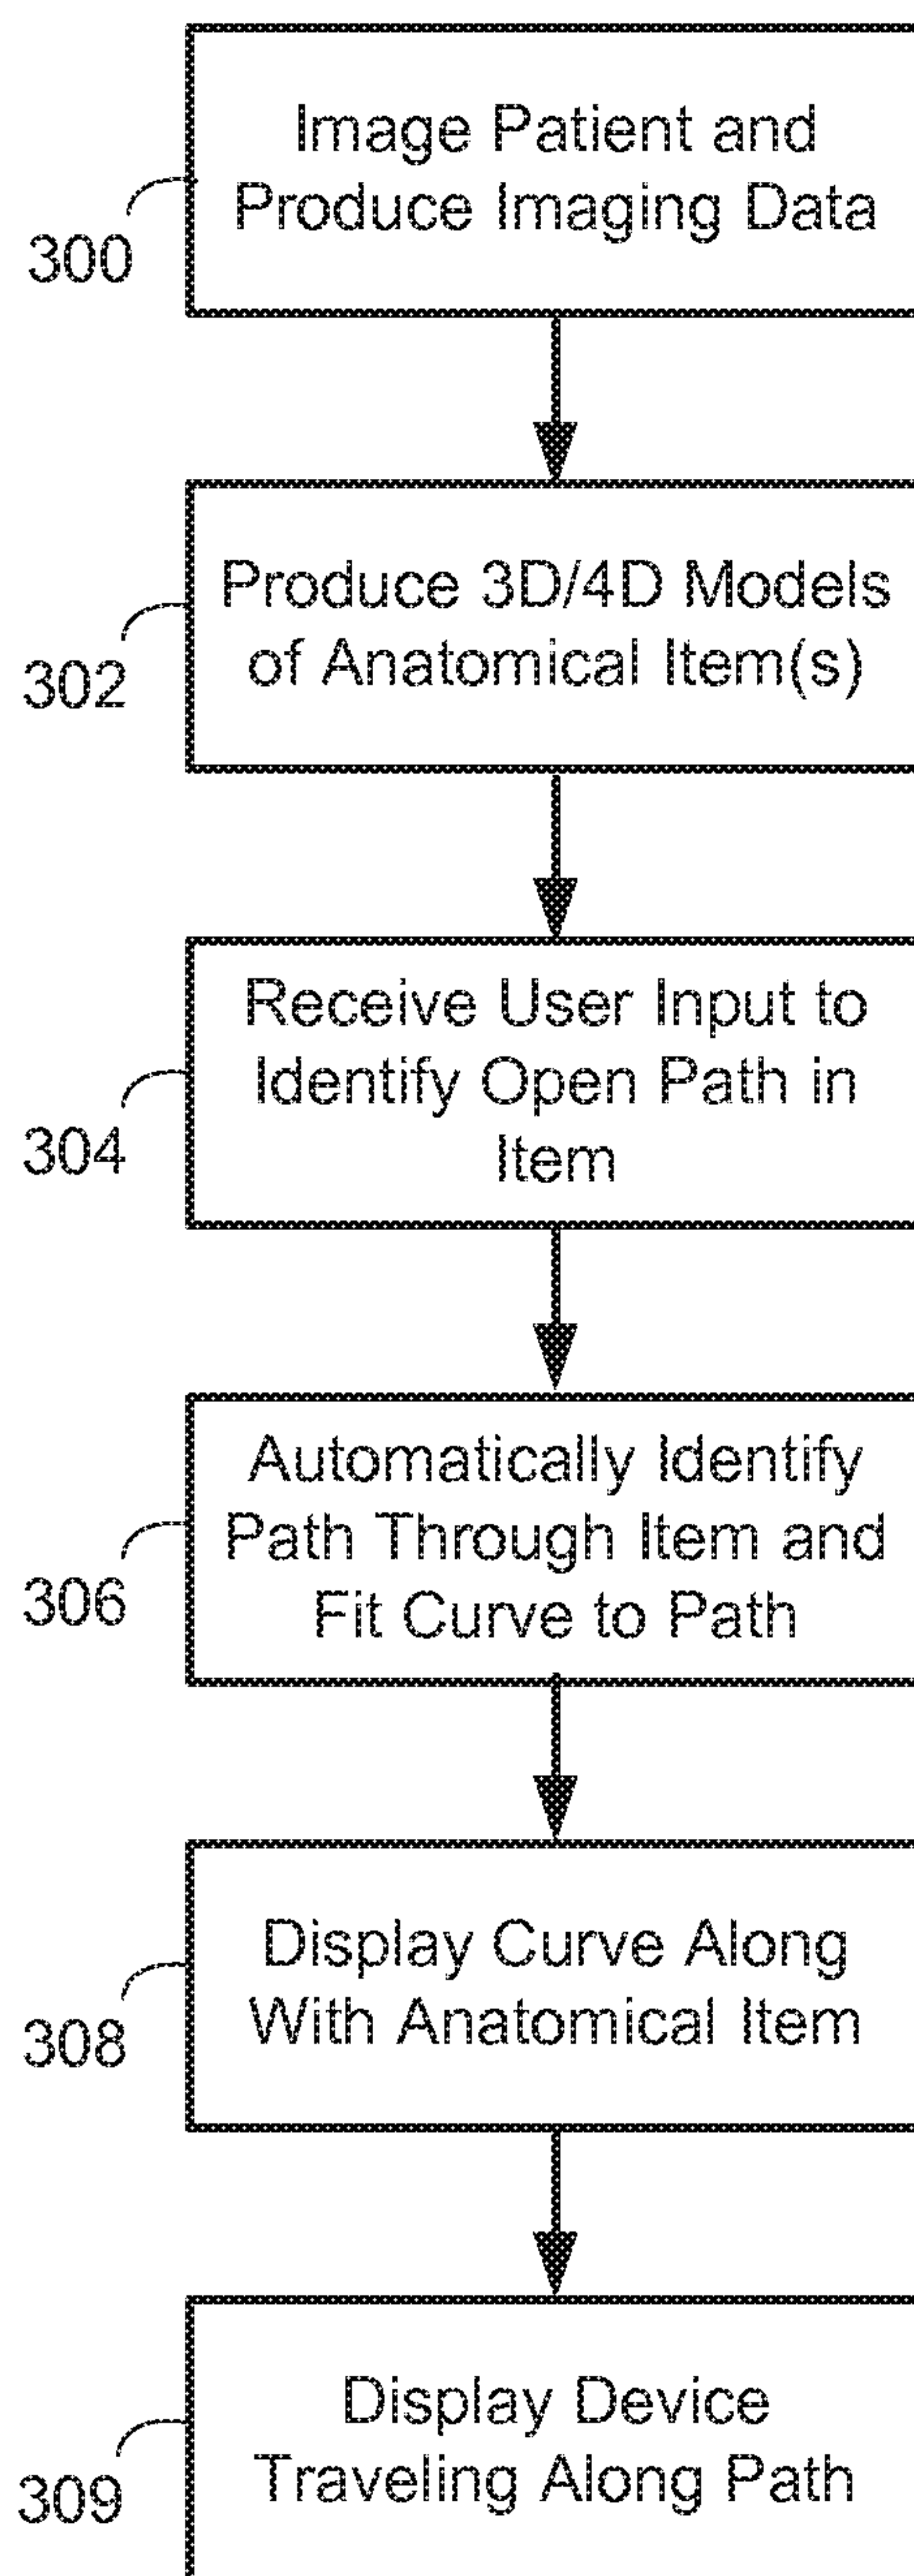 Image Patient and
Produce Imaging Data
300
Produce 3D/4D Models
of Anatomical Item(s)
302
Receive User Input to
Identify Open Path in
Item
304
Automatically Identify
Path Through Item and
Fit Curve to Path
306
Display Curve Along
With Anatomical Item
308
Display Device
Traveling Along Path
309